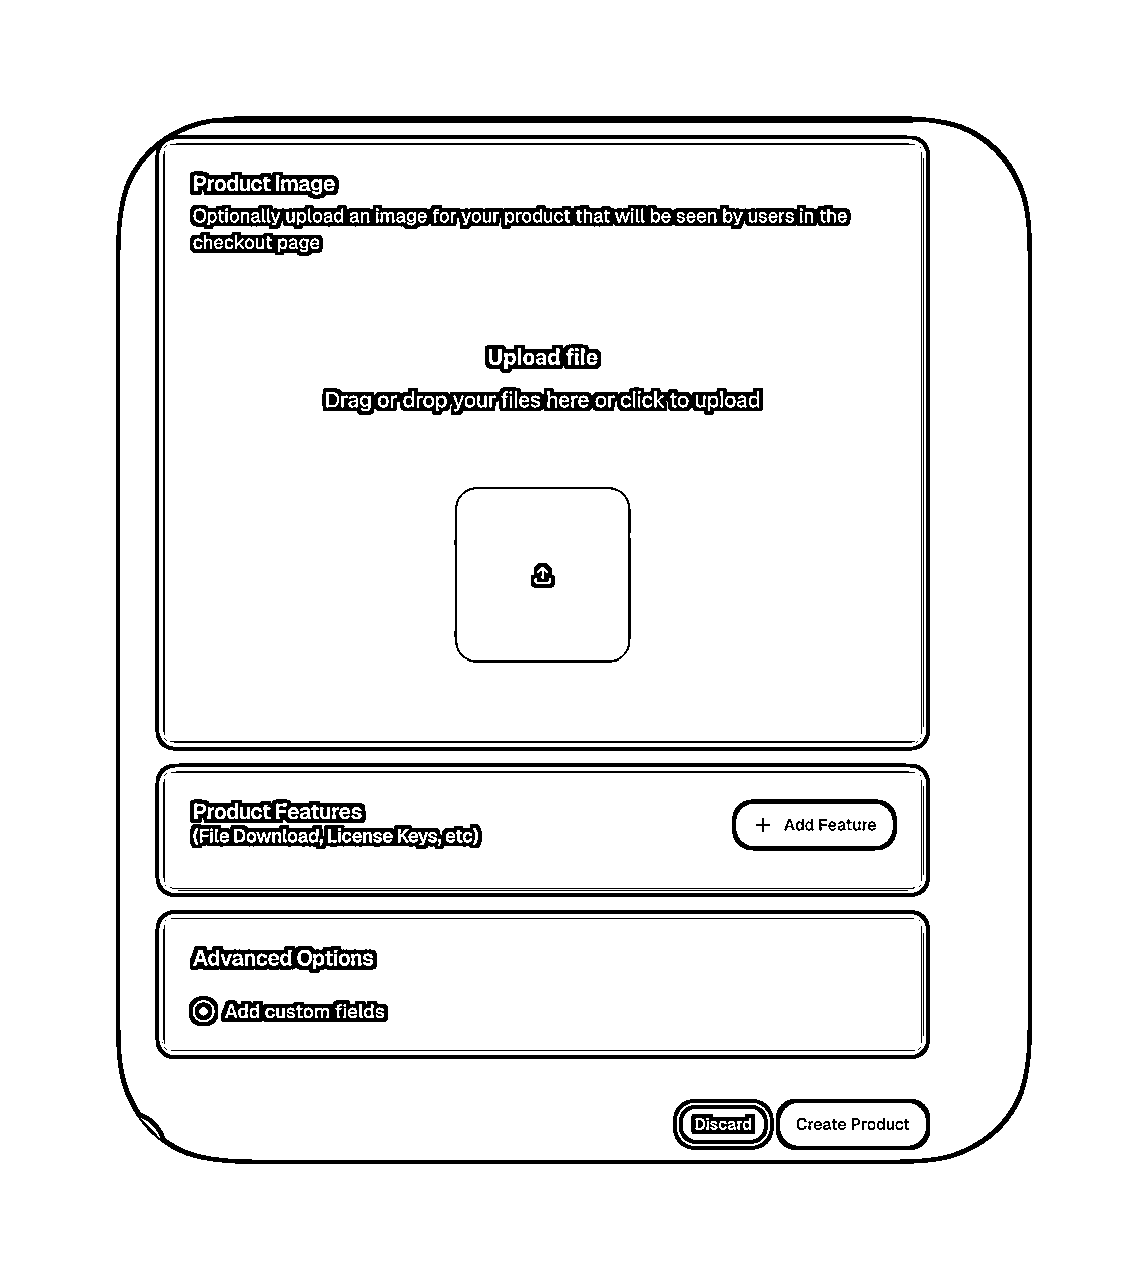 Product Image
Optionally upload an image for your product that will be seen by users in the
checkout page
Upload file
Drag or drop your files here or click to upload
Product Features
(File Download, License Keys, etc)
+ Add Feature
Advanced Options
Add custom fields
Discard
Create Product